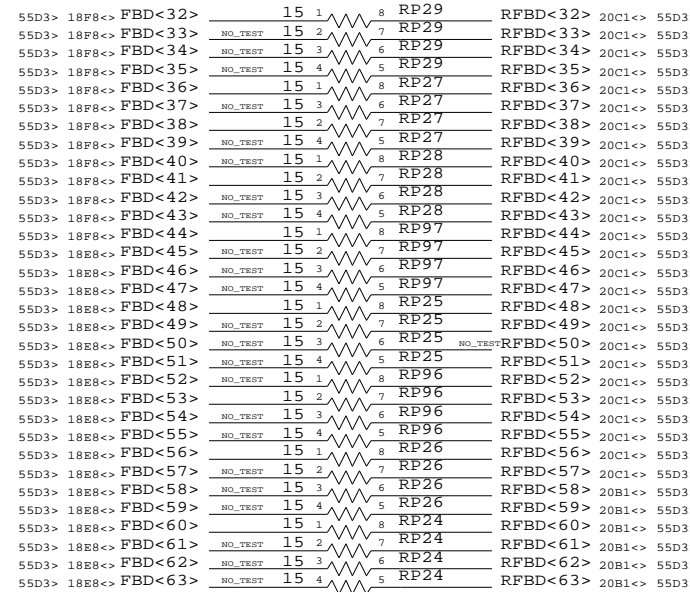 55D3> 18F8<> FBD<32> 15 1 8 RP29 RFBD<32> 20C1<> 55D3
55D3> 18F8<> FBD<33> NO_TEST 15 2 7 RP29 RFBD<33> 20C1<> 55D3
55D3> 18F8<> FBD<34> NO_TEST 15 3 6 RP29 RFBD<34> 20C1<> 55D3
55D3> 18F8<> FBD<35> NO_TEST 15 4 5 RP29 RFBD<35> 20C1<> 55D3
55D3> 18F8<> FBD<36> 15 1 8 RP27 RFBD<36> 20C1<> 55D3
55D3> 18F8<> FBD<37> NO_TEST 15 3 6 RP27 RFBD<37> 20C1<> 55D3
55D3> 18F8<> FBD<38> 15 2 7 RP27 RFBD<38> 20C1<> 55D3
55D3> 18F8<> FBD<39> NO_TEST 15 4 5 RP27 RFBD<39> 20C1<> 55D3
55D3> 18F8<> FBD<40> NO_TEST 15 1 8 RP28 RFBD<40> 20C1<> 55D3
55D3> 18F8<> FBD<41> 15 2 7 RP28 RFBD<41> 20C1<> 55D3
55D3> 18F8<> FBD<42> NO_TEST 15 3 6 RP28 RFBD<42> 20C1<> 55D3
55D3> 18F8<> FBD<43> NO_TEST 15 4 5 RP28 RFBD<43> 20C1<> 55D3
55D3> 18F8<> FBD<44> 15 1 8 RP97 RFBD<44> 20C1<> 55D3
55D3> 18E8<> FBD<45> NO_TEST 15 2 7 RP97 RFBD<45> 20C1<> 55D3
55D3> 18E8<> FBD<46> NO_TEST 15 3 6 RP97 RFBD<46> 20C1<> 55D3
55D3> 18E8<> FBD<47> NO_TEST 15 4 5 RP97 RFBD<47> 20C1<> 55D3
55D3> 18E8<> FBD<48> 15 1 8 RP25 RFBD<48> 20C1<> 55D3
55D3> 18E8<> FBD<49> NO_TEST 15 2 7 RP25 RFBD<49> 20C1<> 55D3
55D3> 18E8<> FBD<50> NO_TEST 15 3 6 RP25 NO_TEST RFBD<50> 20C1<> 55D3
55D3> 18E8<> FBD<51> NO_TEST 15 4 5 RP25 RFBD<51> 20C1<> 55D3
55D3> 18E8<> FBD<52> NO_TEST 15 1 8 RP96 RFBD<52> 20C1<> 55D3
55D3> 18E8<> FBD<53> 15 2 7 RP96 RFBD<53> 20C1<> 55D3
55D3> 18E8<> FBD<54> NO_TEST 15 3 6 RP96 RFBD<54> 20C1<> 55D3
55D3> 18E8<> FBD<55> NO_TEST 15 4 5 RP96 RFBD<55> 20C1<> 55D3
55D3> 18E8<> FBD<56> 15 1 8 RP26 RFBD<56> 20C1<> 55D3
55D3> 18E8<> FBD<57> NO_TEST 15 2 7 RP26 RFBD<57> 20C1<> 55D3
55D3> 18E8<> FBD<58> NO_TEST 15 3 6 RP26 RFBD<58> 20B1<> 55D3
55D3> 18E8<> FBD<59> NO_TEST 15 4 5 RP26 RFBD<59> 20B1<> 55D3
55D3> 18E8<> FBD<60> 15 1 8 RP24 RFBD<60> 20B1<> 55D3
55D3> 18E8<> FBD<61> NO_TEST 15 2 7 RP24 RFBD<61> 20B1<> 55D3
55D3> 18E8<> FBD<62> NO_TEST 15 3 6 RP24 RFBD<62> 20B1<> 55D3
55D3> 18E8<> FBD<63> NO_TEST 15 4 5 RP24 RFBD<63> 20B1<> 55D3